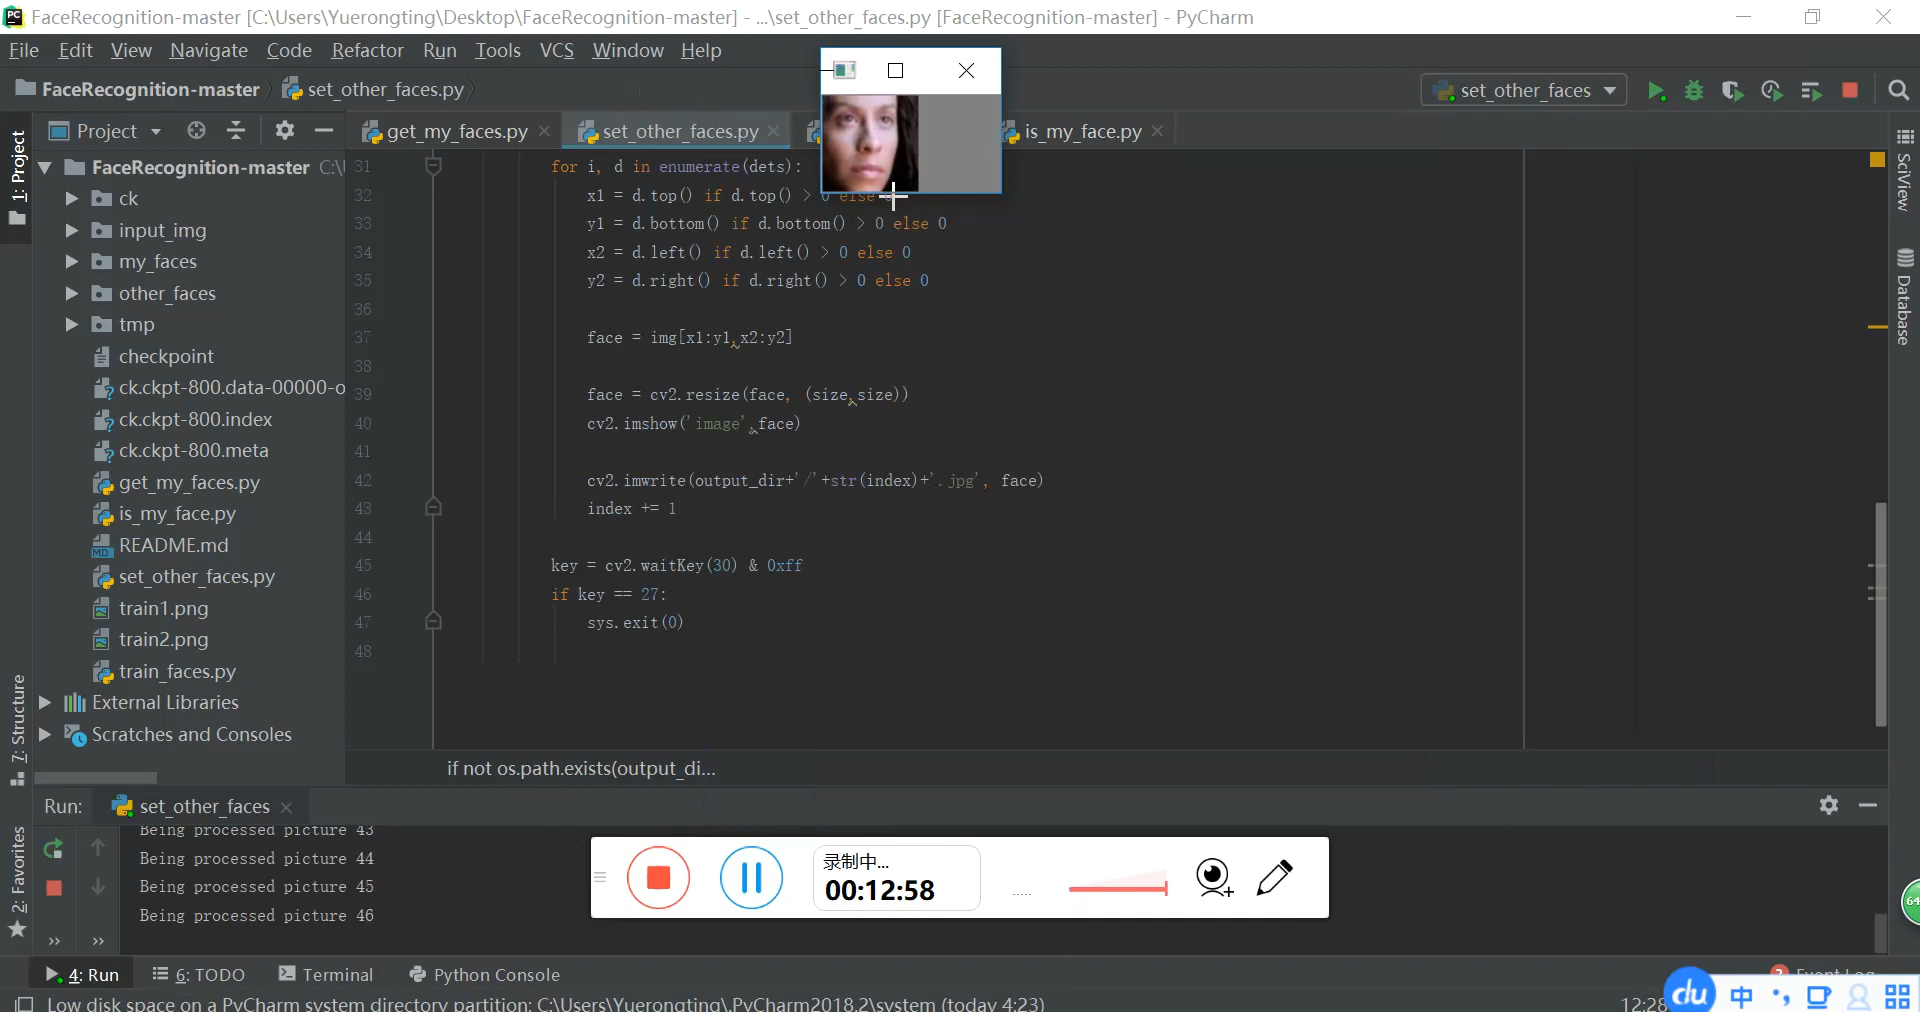 FaceRecognition-master [C:\Users\Yuerongting\Desktop\FaceRecognition-master] - ...\set_other_faces.py [FaceRecognition-master] - PyCharm
File Edit View Navigate Code Refactor Run Tools VCS Window Help
FaceRecognition-master set_other_faces.py
set_other_faces
Project
get_my_faces.py set_other_faces.py is_my_face.py
1: Project
7: Structure
2: Favorites
SciView
Database
FaceRecognition-master C:\
ck
input_img
my_faces
other_faces
tmp
checkpoint
ck.ckpt-800.data-00000-o
ck.ckpt-800.index
ck.ckpt-800.meta
get_my_faces.py
is_my_face.py
README.md
set_other_faces.py
train1.png
train2.png
train_faces.py
External Libraries
Scratches and Consoles
31 for i, d in enumerate(dets):
32 x1 = d.top() if d.top() > 0 else
33 y1 = d.bottom() if d.bottom() > 0 else 0
34 x2 = d.left() if d.left() > 0 else 0
35 y2 = d.right() if d.right() > 0 else 0
36
37 face = img[x1:y1,x2:y2]
38
39 face = cv2.resize(face, (size,size))
40 cv2.imshow('image',face)
41
42 cv2.imwrite(output_dir+'/'+str(index)+'.jpg', face)
43 index += 1
44
45 key = cv2.waitKey(30) & 0xff
46 if key == 27:
47 sys.exit(0)
48
if not os.path.exists(output_di...
Run: set_other_faces
Being processed picture 43
Being processed picture 44
Being processed picture 45
Being processed picture 46
录制中...
00:12:58
64
4: Run 6: TODO Terminal Python Console
Low disk space on a PyCharm system directory partition: C:\Users\Yuerongting\.PyCharm2018.2\system (today 4:23)
12:28
du 中